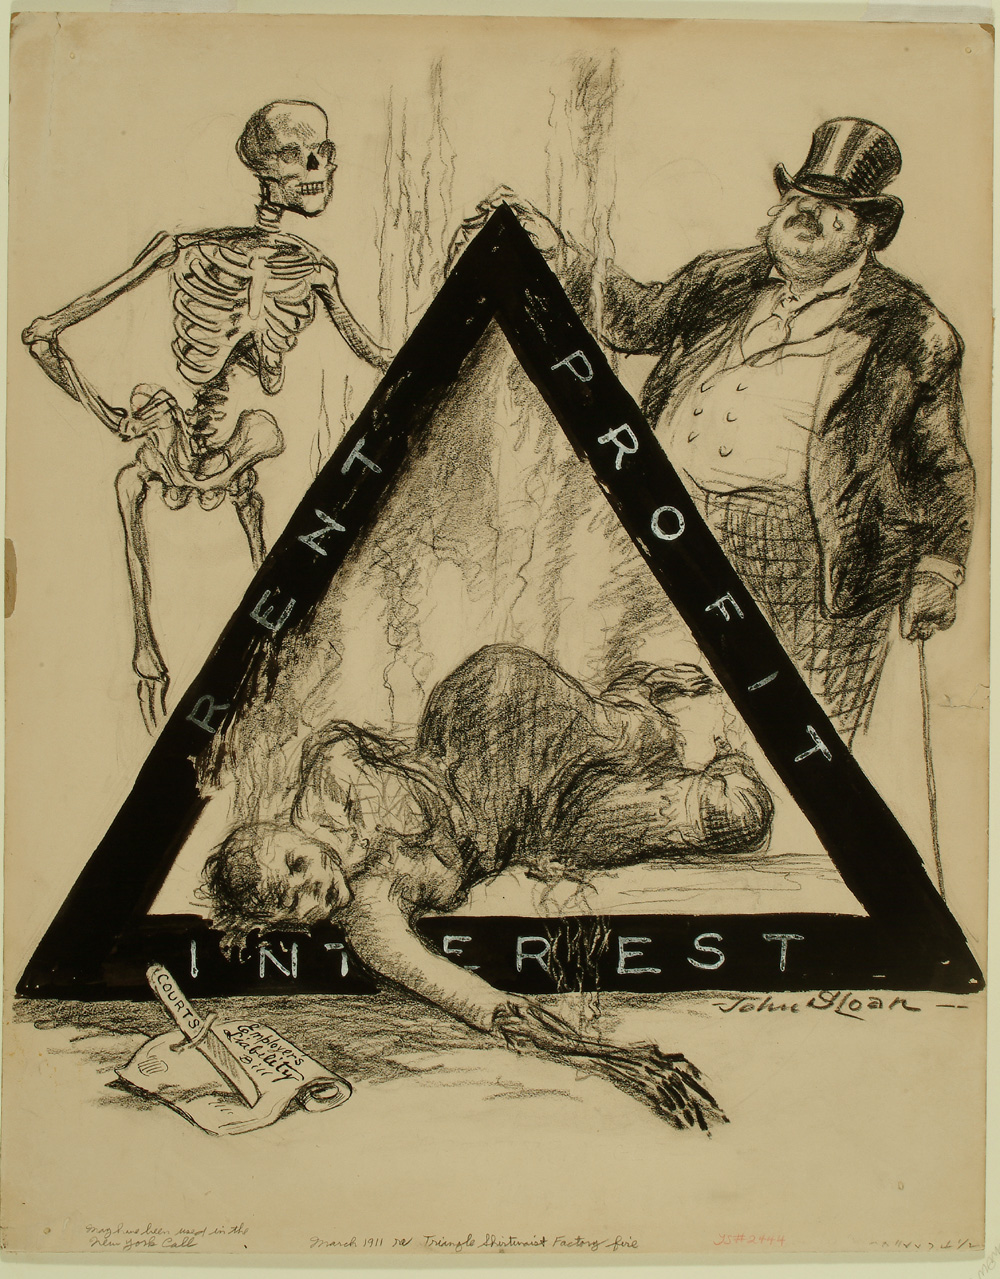 PROFIT
RENT
INTEREST
John Sloan
COURTS
Employer's
Liability
Bill
May have been used in the
New York Call
March 1911 re Triangle Shirtwaist Factory fire
TS#2444